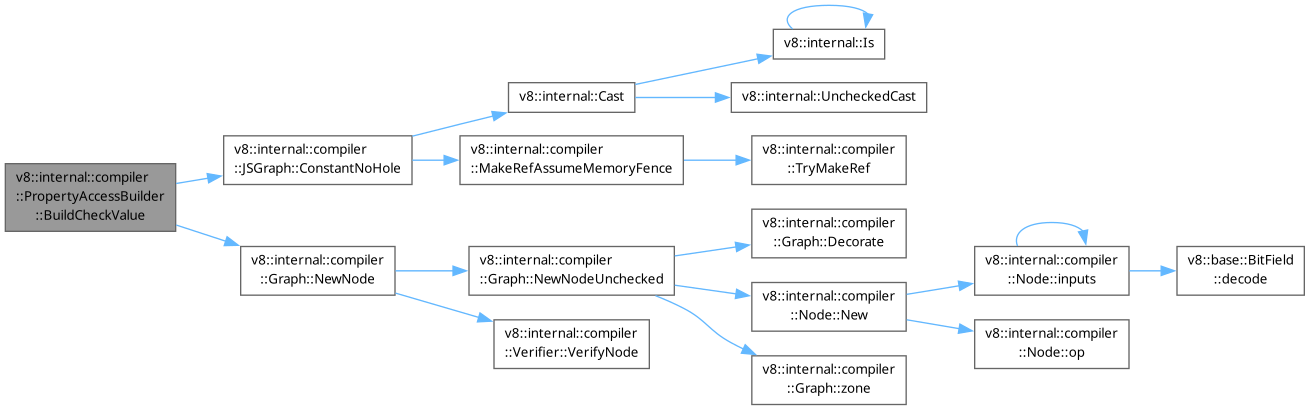 v8::internal::compiler
::PropertyAccessBuilder
::BuildCheckValue
v8::internal::compiler
::JSGraph::ConstantNoHole
v8::internal::Cast
v8::internal::Is
v8::internal::UncheckedCast
v8::internal::compiler
::MakeRefAssumeMemoryFence
v8::internal::compiler
::TryMakeRef
v8::internal::compiler
::Graph::NewNode
v8::internal::compiler
::Graph::NewNodeUnchecked
v8::internal::compiler
::Graph::Decorate
v8::internal::compiler
::Node::New
v8::internal::compiler
::Node::inputs
v8::base::BitField
::decode
v8::internal::compiler
::Node::op
v8::internal::compiler
::Graph::zone
v8::internal::compiler
::Verifier::VerifyNode